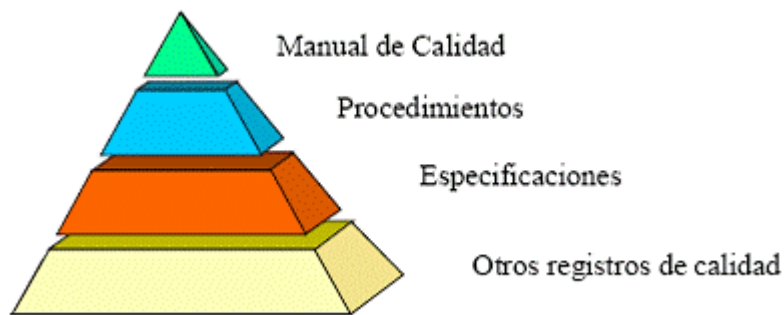 Manual de Calidad
Procedimientos
Especificaciones
Otros registros de calidad